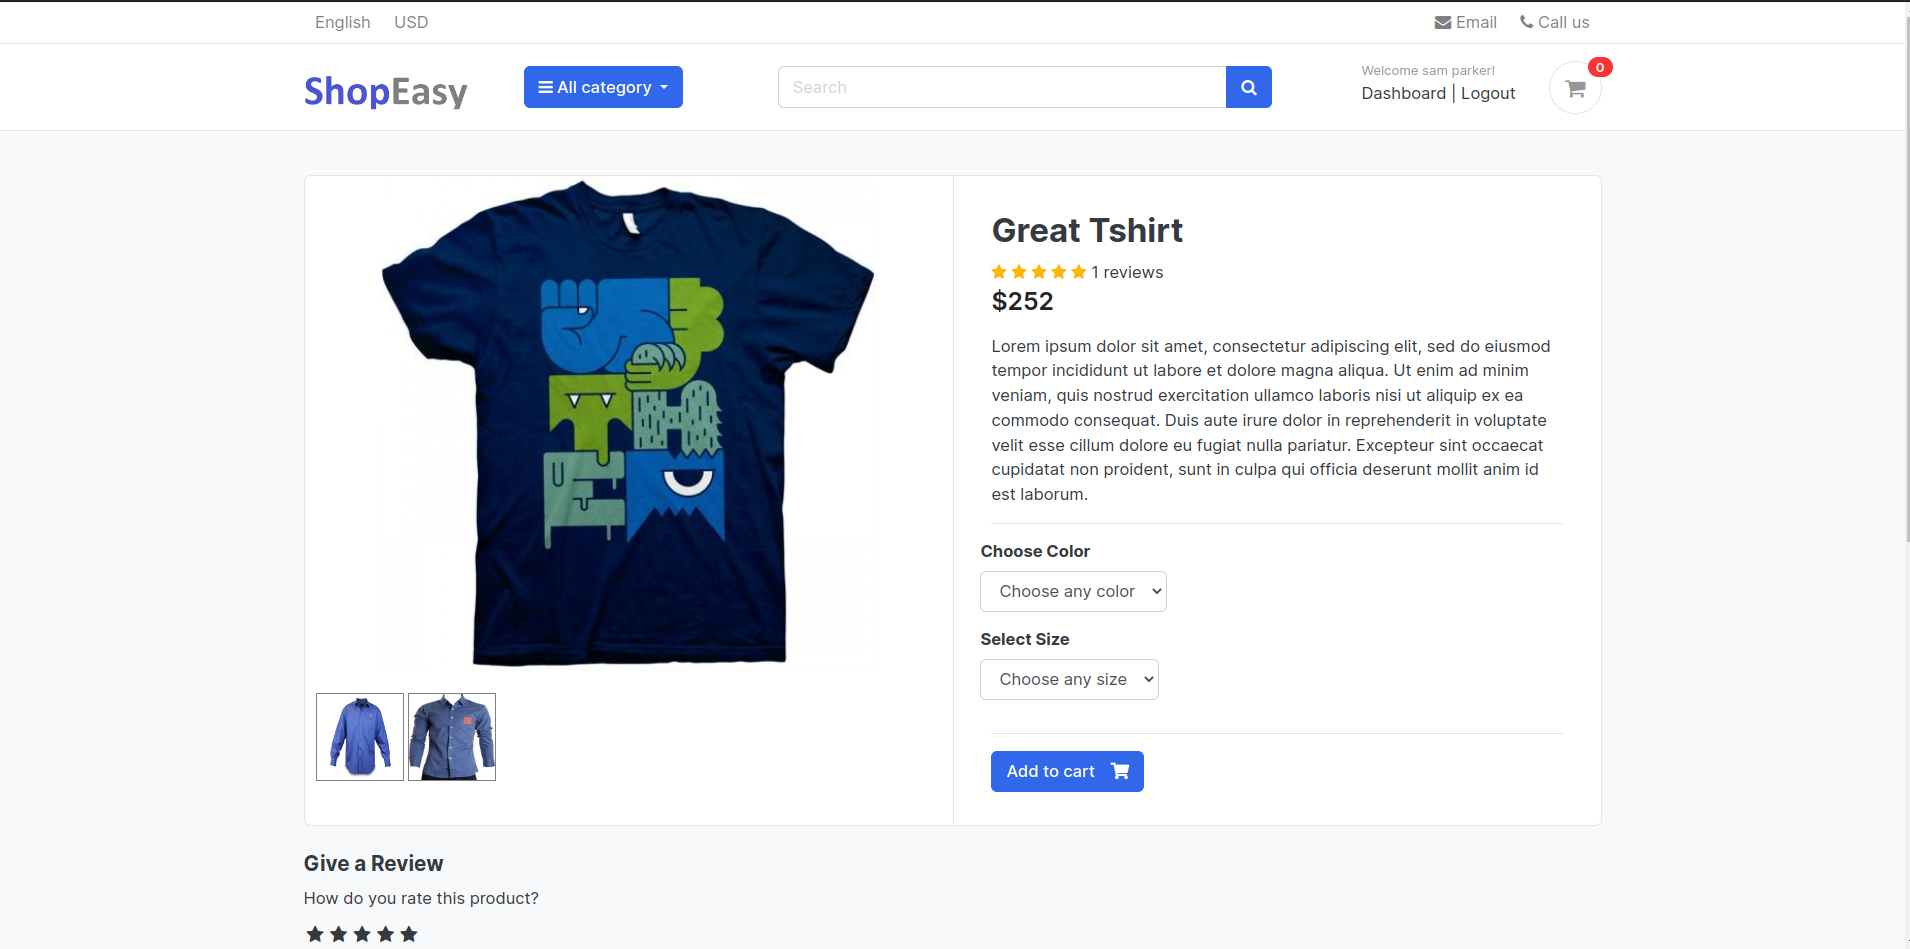 English USD Email Call us
ShopEasy All category Search Welcome sam parker! 0
Dashboard | Logout
Great Tshirt
1 reviews
$252
Lorem ipsum dolor sit amet, consectetur adipiscing elit, sed do eiusmod
tempor incididunt ut labore et dolore magna aliqua. Ut enim ad minim
veniam, quis nostrud exercitation ullamco laboris nisi ut aliquip ex ea
commodo consequat. Duis aute irure dolor in reprehenderit in voluptate
velit esse cillum dolore eu fugiat nulla pariatur. Excepteur sint occaecat
cupidatat non proident, sunt in culpa qui officia deserunt mollit anim id
est laborum.
Choose Color
Choose any color
Select Size
Choose any size
Add to cart
Give a Review
How do you rate this product?